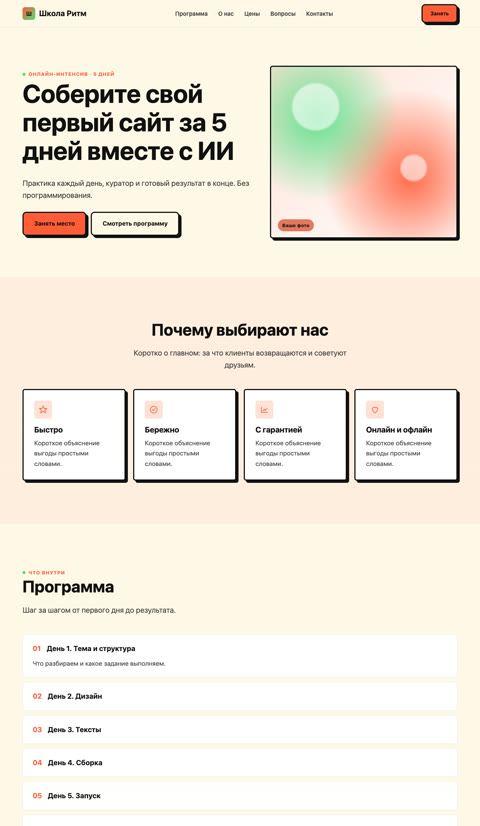 Ш Школа Ритм
Программа О нас Цены Вопросы Контакты
Занять
ОНЛАЙН-ИНТЕНСИВ · 5 ДНЕЙ
Соберите свой
первый сайт за 5
дней вместе с ИИ
Практика каждый день, куратор и готовый результат в конце. Без
программирования.
Занять место
Смотреть программу
Ваше фото
Почему выбирают нас
Коротко о главном: за что клиенты возвращаются и советуют
друзьям.
Быстро
Короткое объяснение
выгоды простыми
словами.
Бережно
Короткое объяснение
выгоды простыми
словами.
С гарантией
Короткое объяснение
выгоды простыми
словами.
Онлайн и офлайн
Короткое объяснение
выгоды простыми
словами.
ЧТО ВНУТРИ
Программа
Шаг за шагом от первого дня до результата.
01 День 1. Тема и структура
Что разбираем и какое задание выполняем.
02 День 2. Дизайн
03 День 3. Тексты
04 День 4. Сборка
05 День 5. Запуск